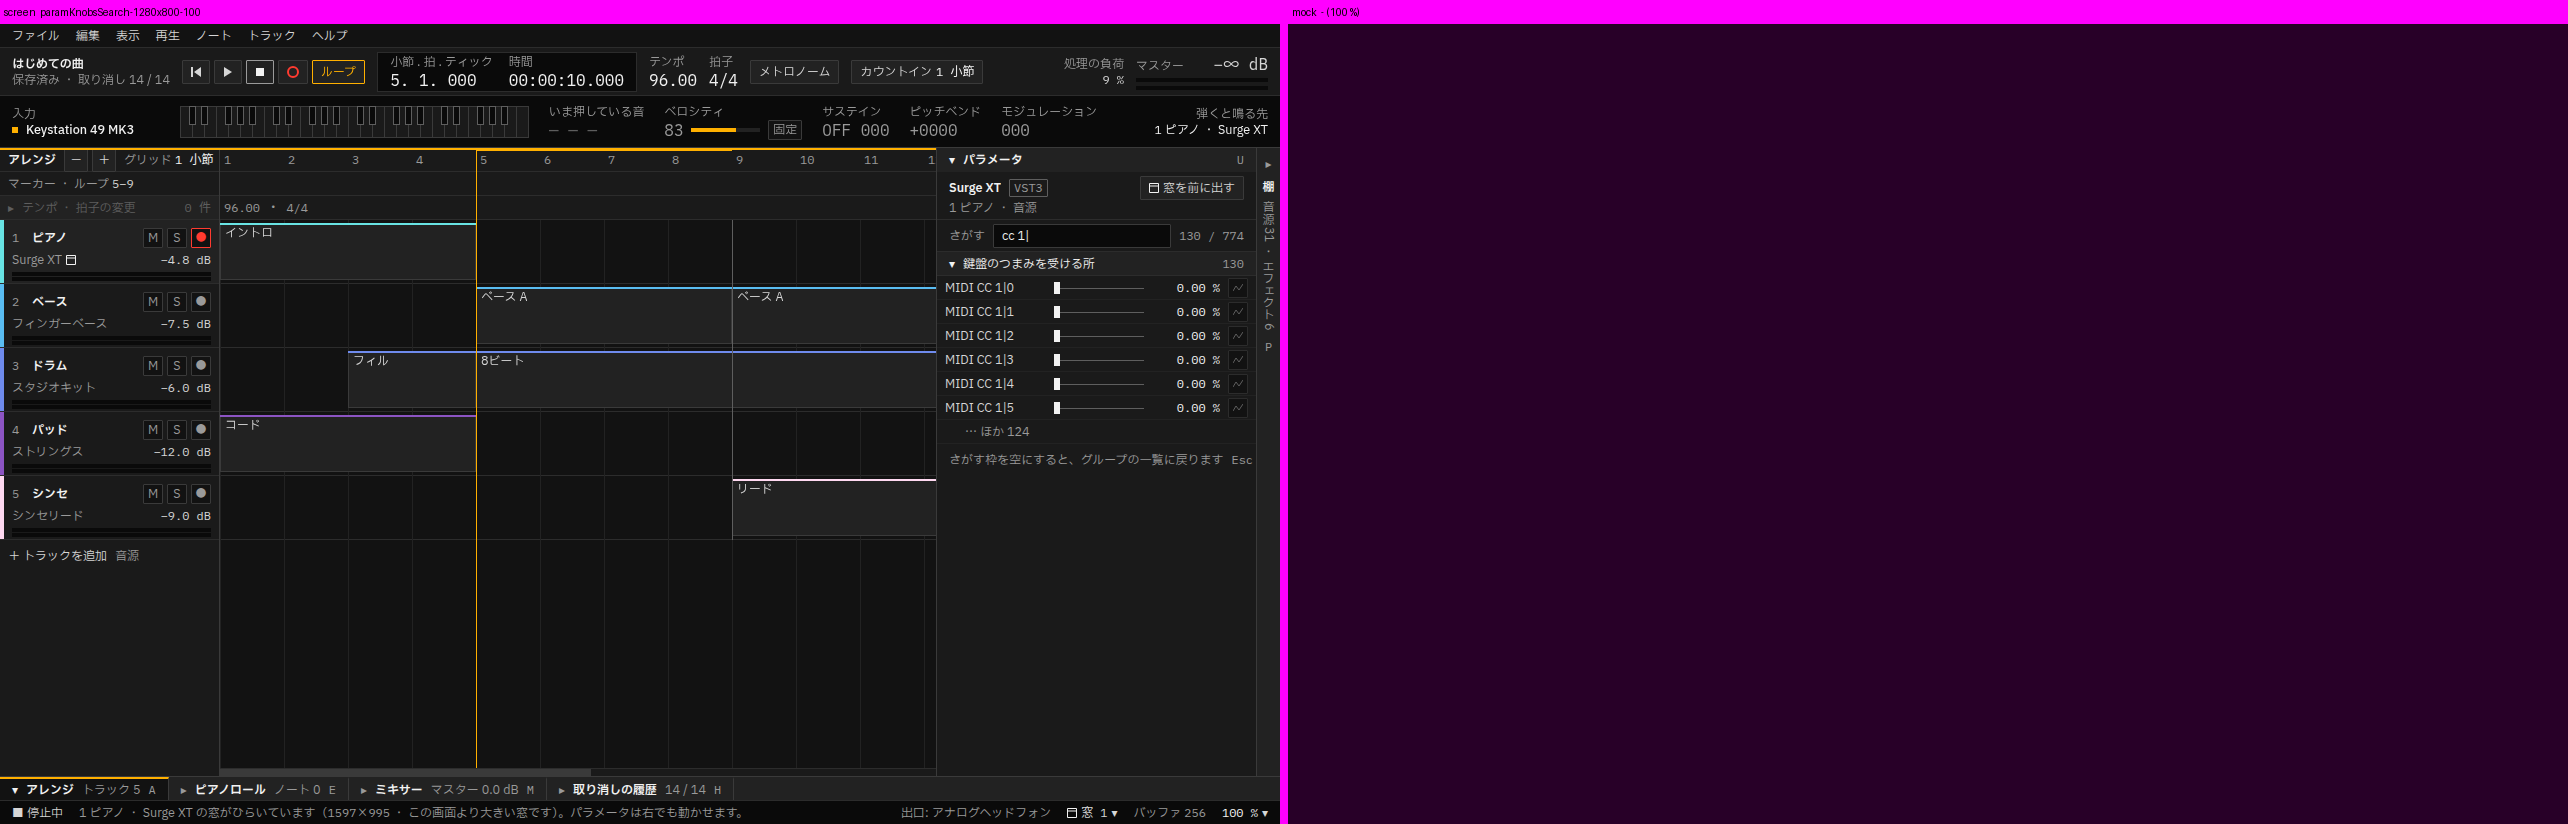 screen paramKnobsSearch-1280x800-100
mock - (100 %)
ファイル 編集 表示 再生 ノート トラック ヘルプ
はじめての曲
保存済み ・ 取り消し 14 / 14
ループ
小節 . 拍 . ティック 時間
5. 1. 000 00:00:10.000
テンポ 拍子
96.00 4/4
メトロノーム
カウントイン 1 小節
処理の負荷
9 %
マスター −∞ dB
入力
Keystation 49 MK3
いま押している音
— — —
ベロシティ
83
固定
サステイン
OFF 000
ピッチベンド
+0000
モジュレーション
000
弾くと鳴る先
1 ピアノ ・ Surge XT
アレンジ − + グリッド 1 小節
1 2 3 4 5 6 7 8 9 10 11 1
マーカー ・ ループ 5–9
▸ テンポ ・ 拍子の変更 0 件
96.00 ・ 4/4
1 ピアノ M S
Surge XT −4.8 dB
イントロ
2 ベース M S
フィンガーベース −7.5 dB
ベース A
ベース A
3 ドラム M S
スタジオキット −6.0 dB
フィル
8ビート
4 パッド M S
ストリングス −12.0 dB
コード
5 シンセ M S
シンセリード −9.0 dB
リード
+ トラックを追加 音源
▾ パラメータ U
Surge XT VST3
窓を前に出す
1 ピアノ ・ 音源
さがす cc 1| 130 / 774
▾ 鍵盤のつまみを受ける所 130
MIDI CC 1|0 0.00 %
MIDI CC 1|1 0.00 %
MIDI CC 1|2 0.00 %
MIDI CC 1|3 0.00 %
MIDI CC 1|4 0.00 %
MIDI CC 1|5 0.00 %
… ほか 124
さがす枠を空にすると、グループの一覧に戻ります Esc
▸ 棚 音源31 ・ エフェクト6 P
▾ アレンジ トラック 5 A
▸ ピアノロール ノート 0 E
▸ ミキサー マスター 0.0 dB M
▸ 取り消しの履歴 14 / 14 H
■ 停止中 1 ピアノ ・ Surge XT の窓がひらいています（1597×995 ・ この画面より大きい窓です）。パラメータは右でも動かせます。
出口: アナログヘッドフォン
窓 1 ▾
バッファ 256
100 % ▾